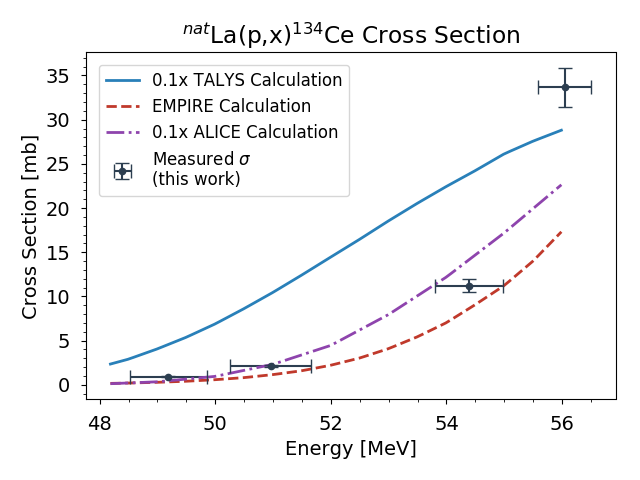 ⁿᵃᵗLa(p,x)¹³⁴Ce Cross Section
0.1x TALYS Calculation
EMPIRE Calculation
0.1x ALICE Calculation
Measured σ
(this work)
Cross Section [mb]
35
30
25
20
15
10
5
0
48
50
52
54
56
Energy [MeV]